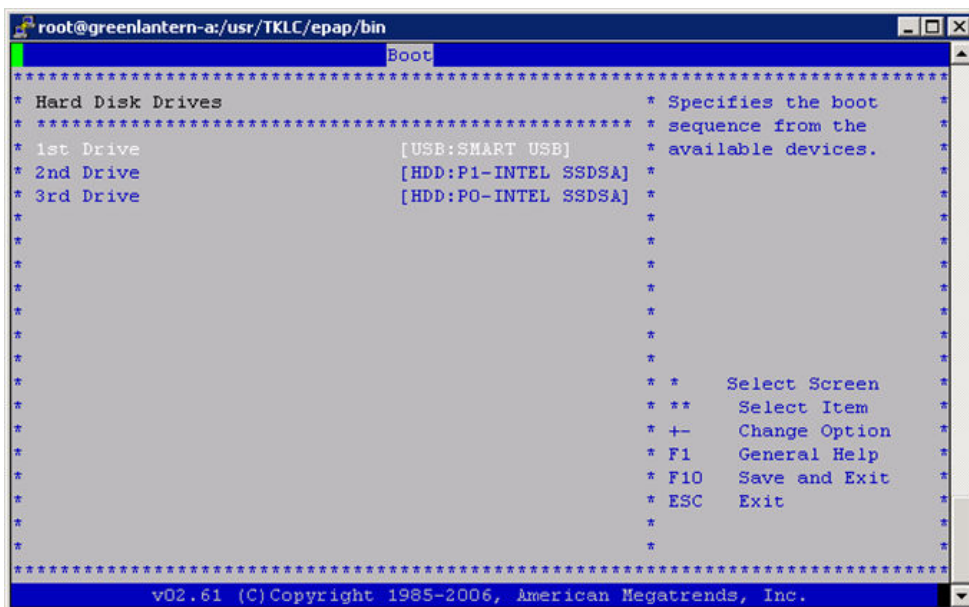 root@greenlantern-a:/usr/TKLC/epap/bin
Boot
Hard Disk Drives
1st Drive [USB:SMART USB]
2nd Drive [HDD:P1-INTEL SSDSA]
3rd Drive [HDD:P0-INTEL SSDSA]
Specifies the boot
sequence from the
available devices.
* Select Screen
** Select Item
+- Change Option
F1 General Help
F10 Save and Exit
ESC Exit
v02.61 (C)Copyright 1985-2006, American Megatrends, Inc.